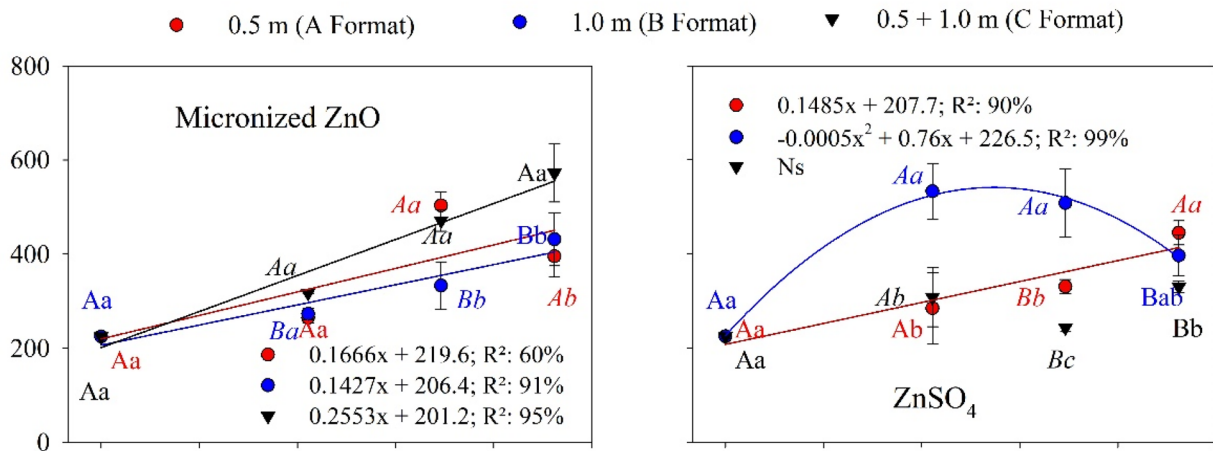 0.5 m (A Format) 1.0 m (B Format) 0.5 + 1.0 m (C Format)
800
600
400
200
0
Micronized ZnO
Aa
Aa
Aa
Aa
Ba
Aa
Aa
Aa
Bb
Aa
Bb
Ab
0.1666x + 219.6; R²: 60%
0.1427x + 206.4; R²: 91%
0.2553x + 201.2; R²: 95%
0.1485x + 207.7; R²: 90%
-0.0005x² + 0.76x + 226.5; R²: 99%
Ns
Aa
Aa
Aa
Aa
Ab
Ab
Aa
Bb
Bc
Aa
Bab
Bb
ZnSO₄